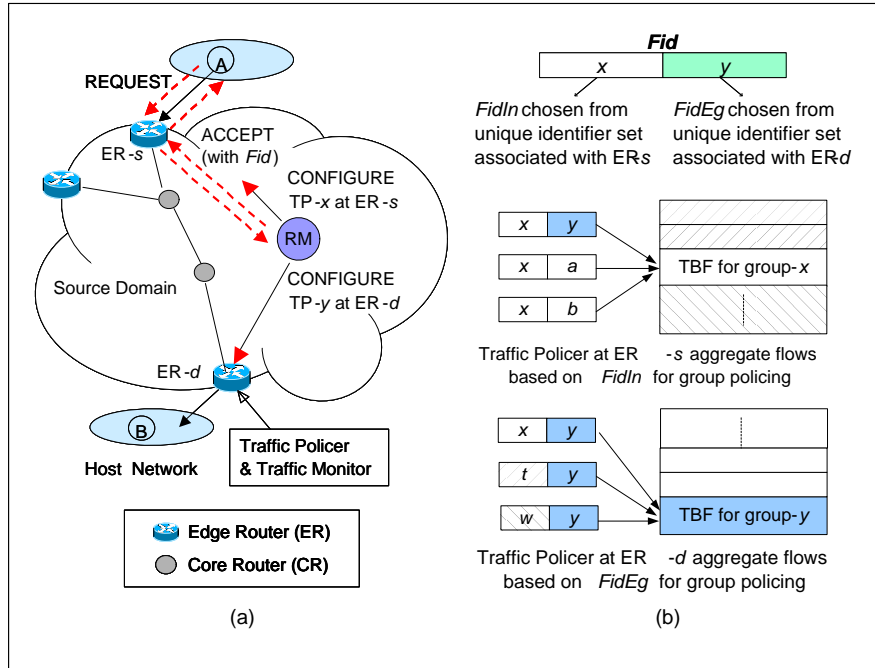 A
REQUEST
ER-s
ACCEPT
(with Fid)
CONFIGURE
TP-x at ER-s
RM
CONFIGURE
TP-y at ER-d
Source Domain
ER-d
B
Host Network
Traffic Policer
& Traffic Monitor
Edge Router (ER)
Core Router (CR)
(a)
Fid
x y
FidIn chosen from
unique identifier set
associated with ER-s
FidEg chosen from
unique identifier set
associated with ER-d
x y
x a
x b
TBF for group-x
Traffic Policer at ER -s aggregate flows
based on FidIn for group policing
x y
t y
w y
TBF for group-y
Traffic Policer at ER -d aggregate flows
based on FidEg for group policing
(b)